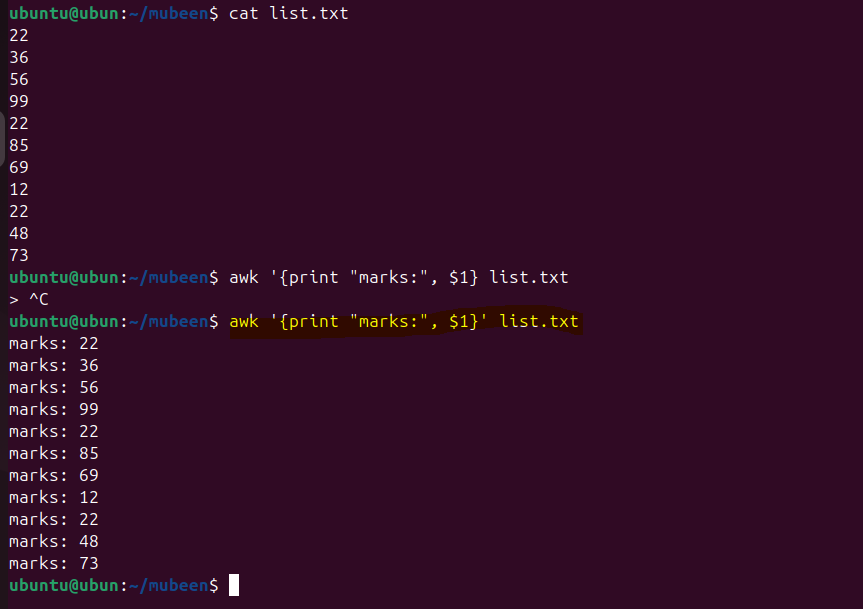 ubuntu@ubun:~/mubeen$ cat list.txt
22
36
56
99
22
85
69
12
22
48
73
ubuntu@ubun:~/mubeen$ awk '{print "marks:", $1} list.txt
> ^C
ubuntu@ubun:~/mubeen$ awk '{print "marks:", $1}' list.txt
marks: 22
marks: 36
marks: 56
marks: 99
marks: 22
marks: 85
marks: 69
marks: 12
marks: 22
marks: 48
marks: 73
ubuntu@ubun:~/mubeen$